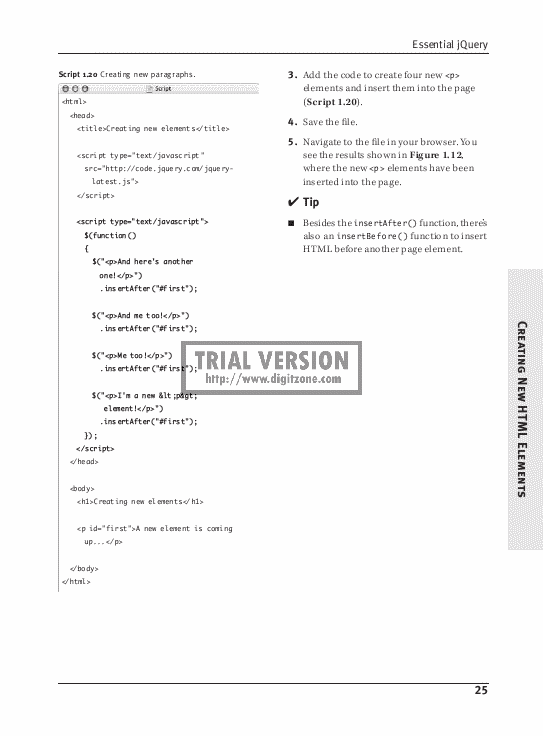 Essential jQuery
Script 1.20 Creating new paragraphs.
Script
<html>
<head>
<title>Creating new elements</title>
<script type="text/javascript"
src="http://code.jquery.com/jquery-
latest.js">
</script>
<script type="text/javascript">
$(function()
{
$("<p>And here's another
one!</p>")
.insertAfter("#first");
$("<p>And me too!</p>")
.insertAfter("#first");
$("<p>Me too!</p>")
.insertAfter("#first");
$("<p>I'm a new &lt;p&gt;
element!</p>")
.insertAfter("#first");
});
</script>
</head>
<body>
<h1>Creating new elements</h1>
<p id="first">A new element is coming
up...</p>
</body>
</html>
3. Add the code to create four new <p>
elements and insert them into the page
(Script 1.20).
4. Save the file.
5. Navigate to the file in your browser. You
see the results shown in Figure 1.12,
where the new <p> elements have been
inserted into the page.
✔ Tip
■ Besides the insertAfter() function, there's
also an insertBefore() function to insert
HTML before another page element.
TRIAL VERSION
http://www.digitzone.com
Creating New HTML Elements
25